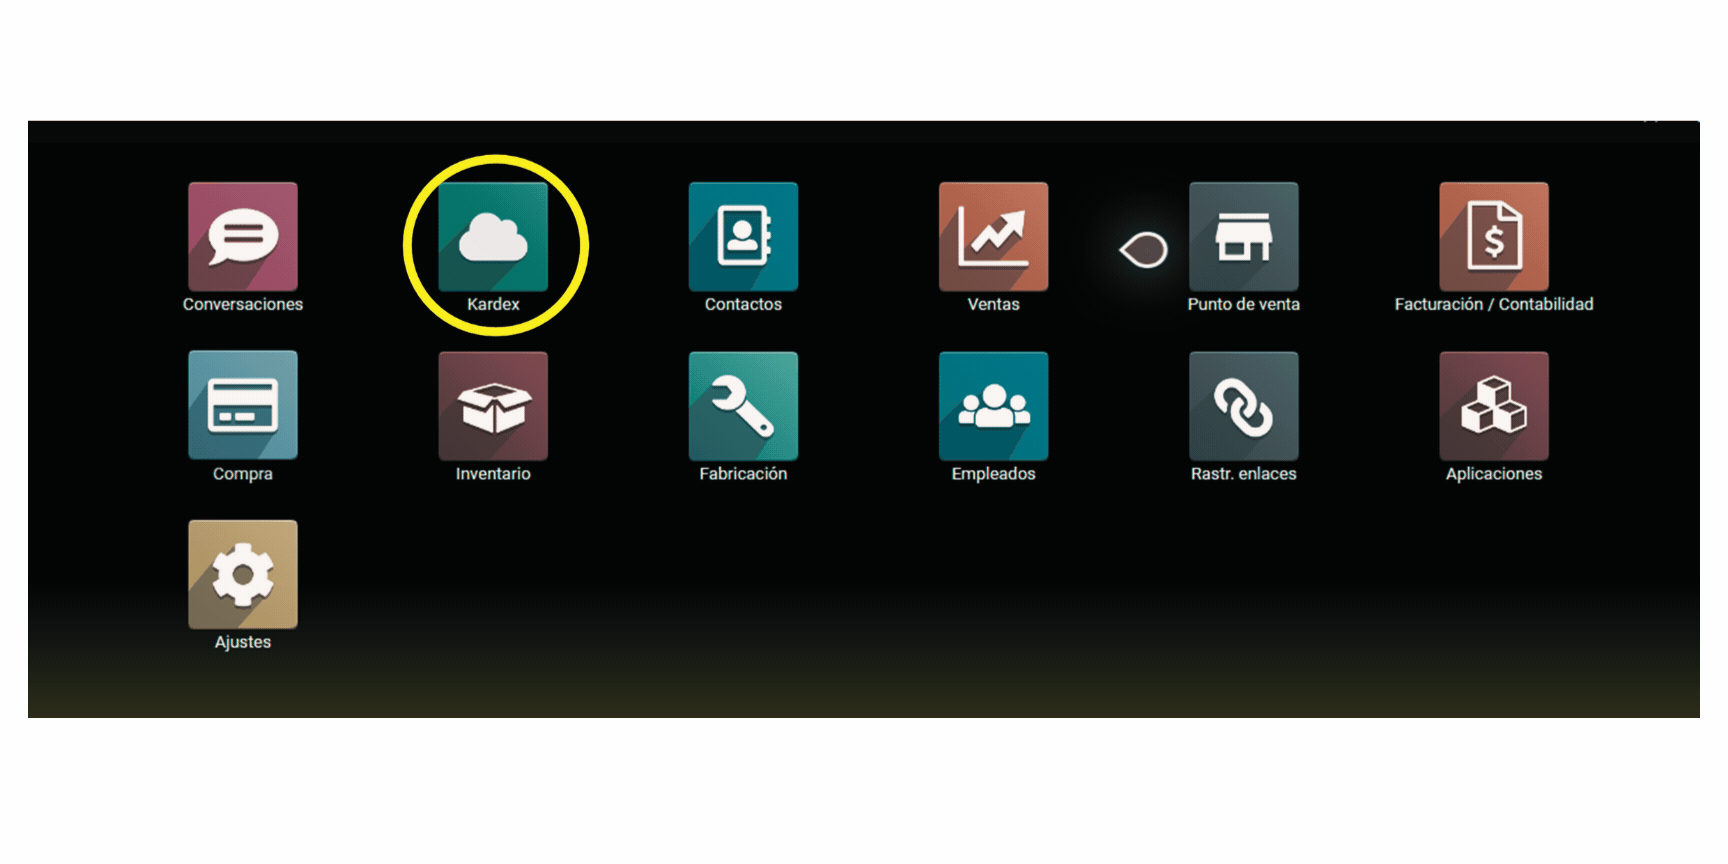 Conversaciones
Kardex
Contactos
Ventas
Punto de venta
Facturación / Contabilidad
Compra
Inventario
Fabricación
Empleados
Rastr. enlaces
Aplicaciones
Ajustes